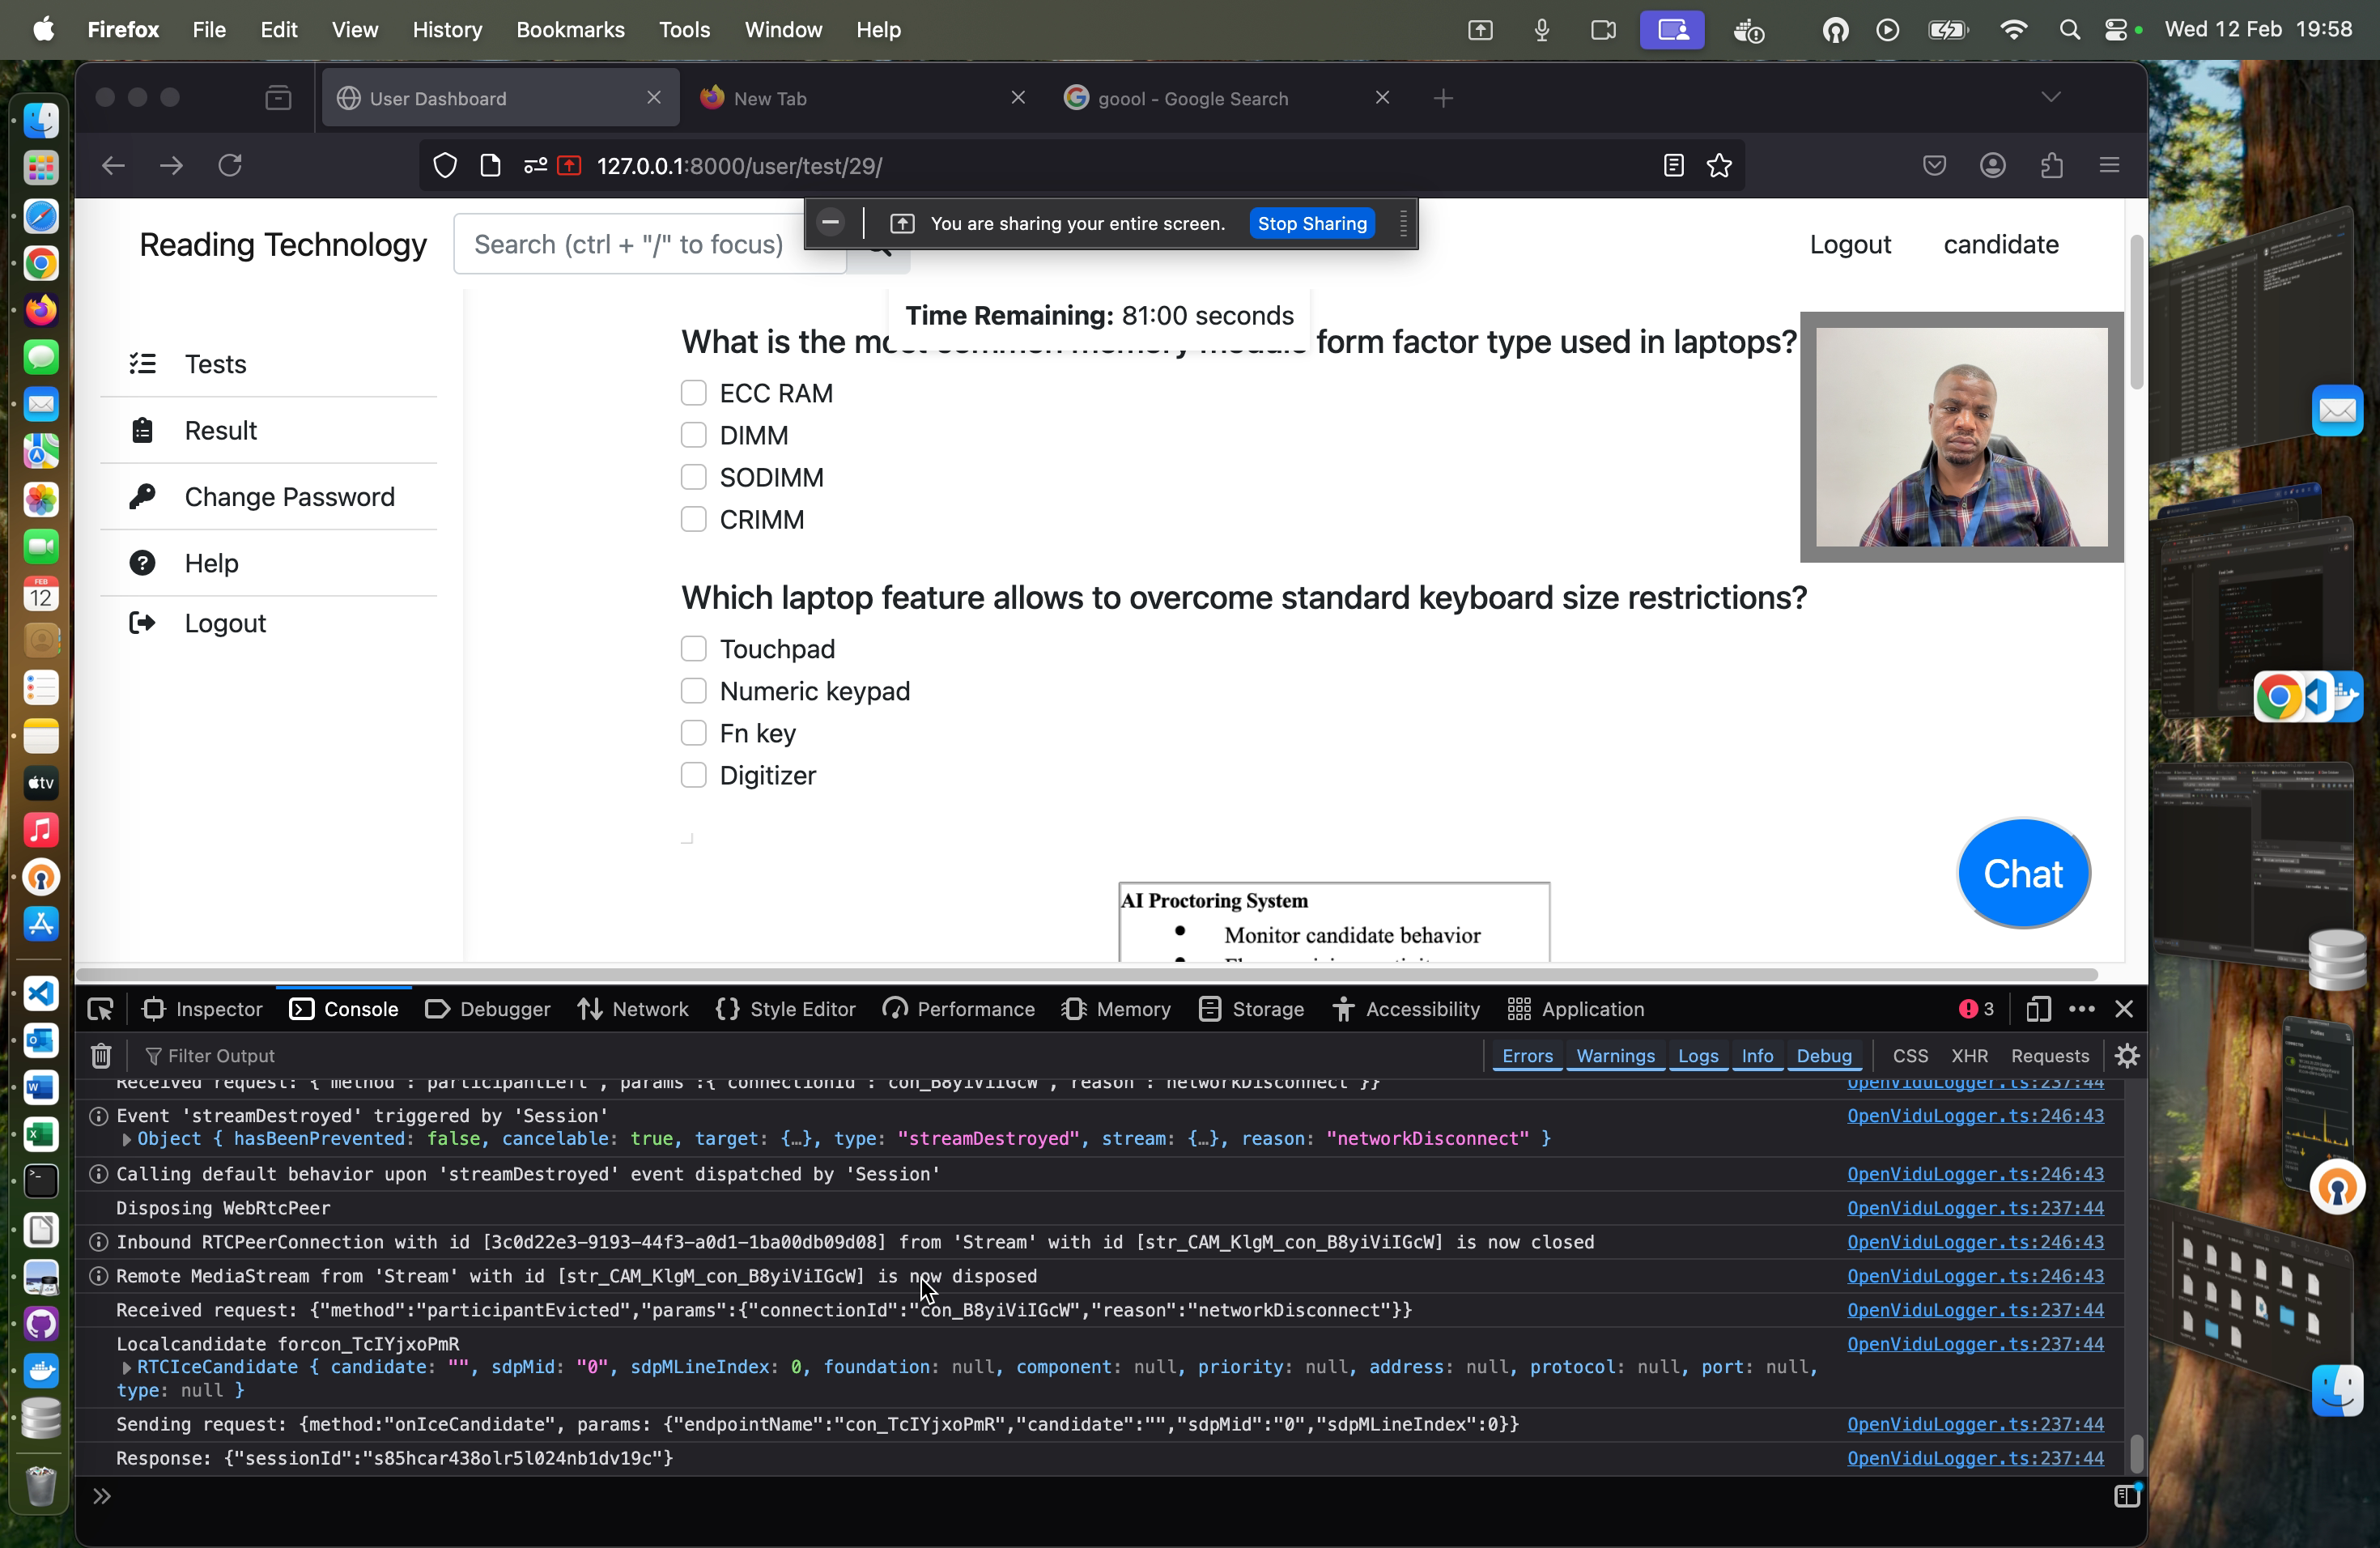 Firefox File Edit View History Bookmarks Tools Window Help Wed 12 Feb 19:58
User Dashboard New Tab goool - Google Search
127.0.0.1:8000/user/test/29/
You are sharing your entire screen. Stop Sharing
Reading Technology Search (ctrl + "/" to focus) Logout candidate
Time Remaining: 81:00 seconds
What is the form factor type used in laptops?
Tests
ECC RAM
DIMM
Result
SODIMM
Change Password
CRIMM
Help
Which laptop feature allows to overcome standard keyboard size restrictions?
Logout
Touchpad
Numeric keypad
Fn key
Digitizer
FEB
12
tv
Chat
AI Proctoring System
Monitor candidate behavior
Inspector Console Debugger Network Style Editor Performance Memory Storage Accessibility Application 3
Filter Output Errors Warnings Logs Info Debug CSS XHR Requests
Received request: {"method":"participantLeft","params":{"connectionId":"con_B8yiViIGcW","reason":"networkDisconnect"}} OpenViduLogger.ts:237:44
Event 'streamDestroyed' triggered by 'Session' OpenViduLogger.ts:246:43
Object { hasBeenPrevented: false, cancelable: true, target: {…}, type: "streamDestroyed", stream: {…}, reason: "networkDisconnect" }
Calling default behavior upon 'streamDestroyed' event dispatched by 'Session' OpenViduLogger.ts:246:43
Disposing WebRtcPeer OpenViduLogger.ts:237:44
Inbound RTCPeerConnection with id [3c0d22e3-9193-44f3-a0d1-1ba00db09d08] from 'Stream' with id [str_CAM_KlgM_con_B8yiViIGcW] is now closed OpenViduLogger.ts:246:43
Remote MediaStream from 'Stream' with id [str_CAM_KlgM_con_B8yiViIGcW] is now disposed OpenViduLogger.ts:246:43
Received request: {"method":"participantEvicted","params":{"connectionId":"con_B8yiViIGcW","reason":"networkDisconnect"}} OpenViduLogger.ts:237:44
Localcandidate forcon_TcIYjxoPmR OpenViduLogger.ts:237:44
RTCIceCandidate { candidate: "", sdpMid: "0", sdpMLineIndex: 0, foundation: null, component: null, priority: null, address: null, protocol: null, port: null,
type: null }
Sending request: {method:"onIceCandidate", params: {"endpointName":"con_TcIYjxoPmR","candidate":"","sdpMid":"0","sdpMLineIndex":0}} OpenViduLogger.ts:237:44
Response: {"sessionId":"s85hcar438olr5l024nb1dv19c"} OpenViduLogger.ts:237:44